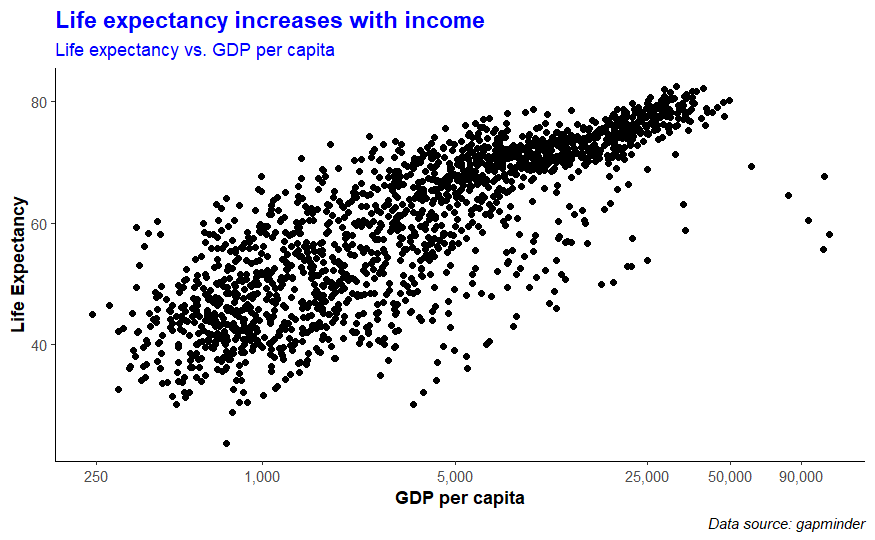 Life expectancy increases with income
Life expectancy vs. GDP per capita
Life Expectancy
80
60
40
250 1,000 5,000 25,000 50,000 90,000
GDP per capita
Data source: gapminder